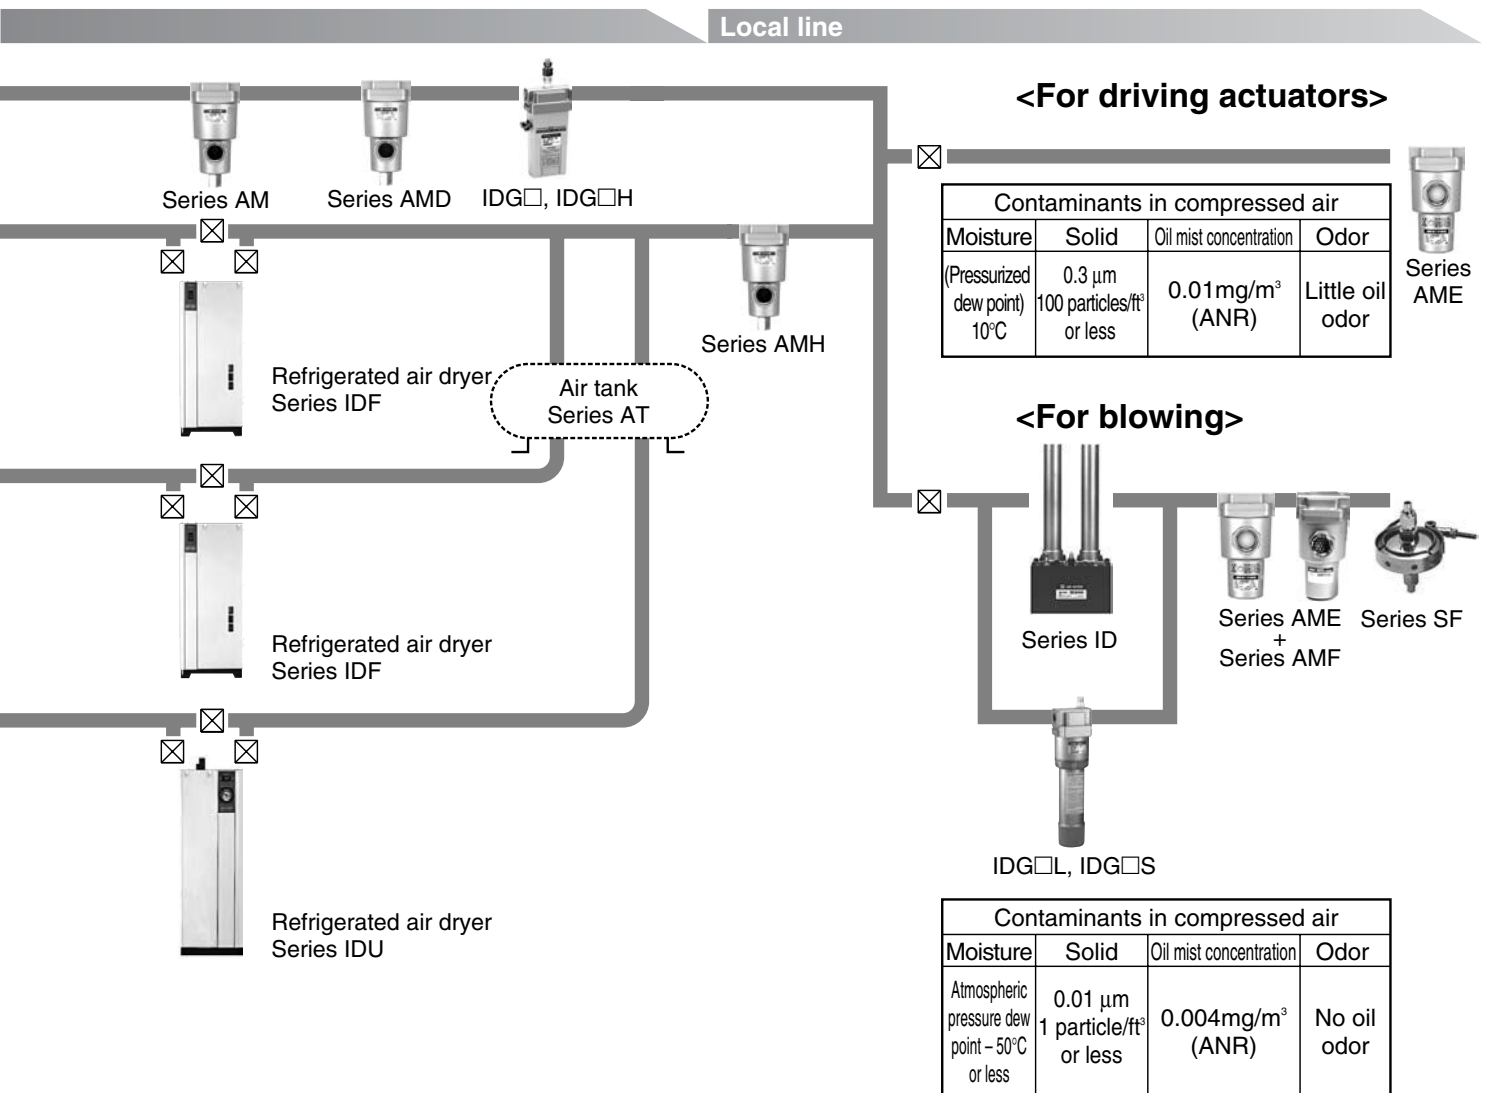 Local line
<For driving actuators>
Series AM
Series AMD
IDG□, IDG□H
Contaminants in compressed air
Moisture Solid Oil mist concentration Odor
(Pressurized
dew point)
10°C
0.3 μm
100 particles/ft³
or less
0.01mg/m³
(ANR)
Little oil
odor
Series
AME
Series AMH
Refrigerated air dryer
Series IDF
Air tank
Series AT
<For blowing>
Series ID
Series AME
+
Series AMF
Series SF
Refrigerated air dryer
Series IDF
IDG□L, IDG□S
Refrigerated air dryer
Series IDU
Contaminants in compressed air
Moisture Solid Oil mist concentration Odor
Atmospheric
pressure dew
point – 50°C
or less
0.01 μm
1 particle/ft³
or less
0.004mg/m³
(ANR)
No oil
odor